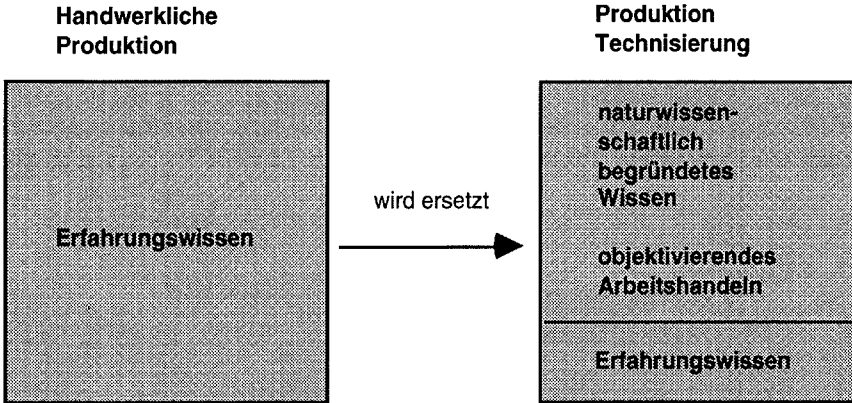 Handwerkliche
Produktion
Erfahrungswissen
wird ersetzt
Produktion
Technisierung
naturwissen-
schaftlich
begründetes
Wissen
objektivierendes
Arbeitshandeln
Erfahrungswissen